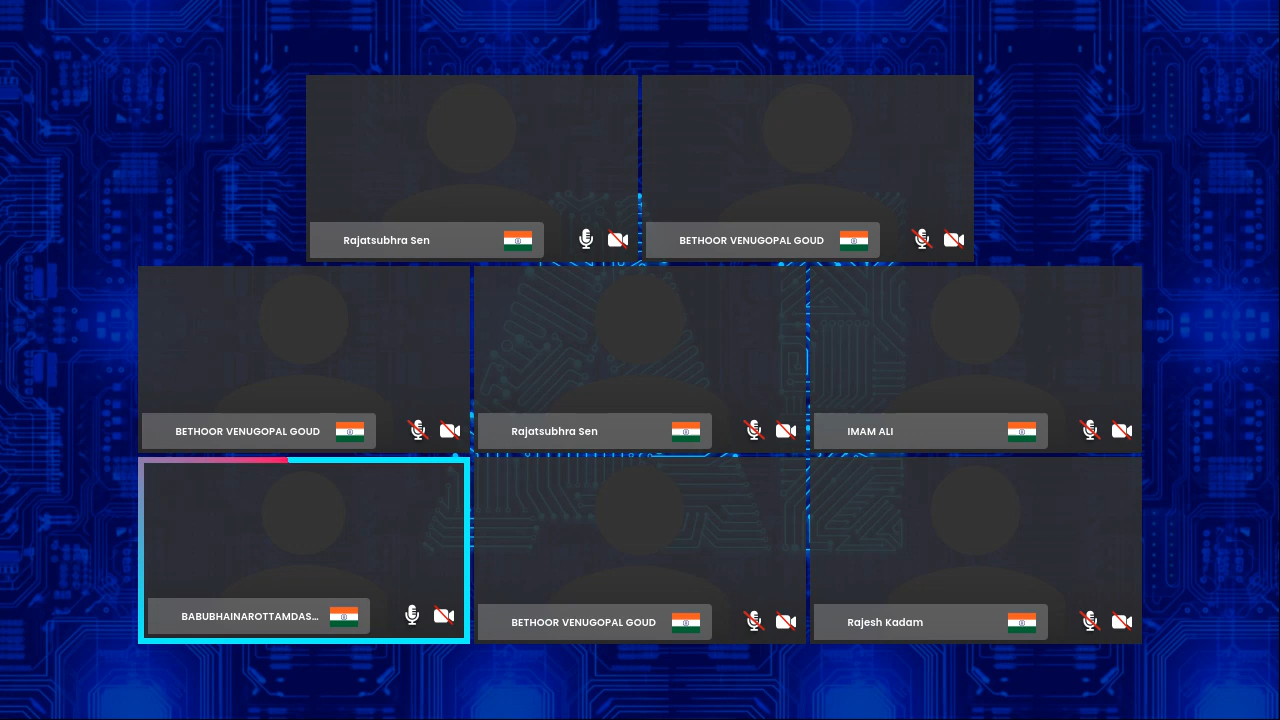 Rajatsubhra Sen
BETHOOR VENUGOPAL GOUD
BETHOOR VENUGOPAL GOUD
Rajatsubhra Sen
IMAM ALI
BABUBHAINAROTTAMDAS...
BETHOOR VENUGOPAL GOUD
Rajesh Kadam